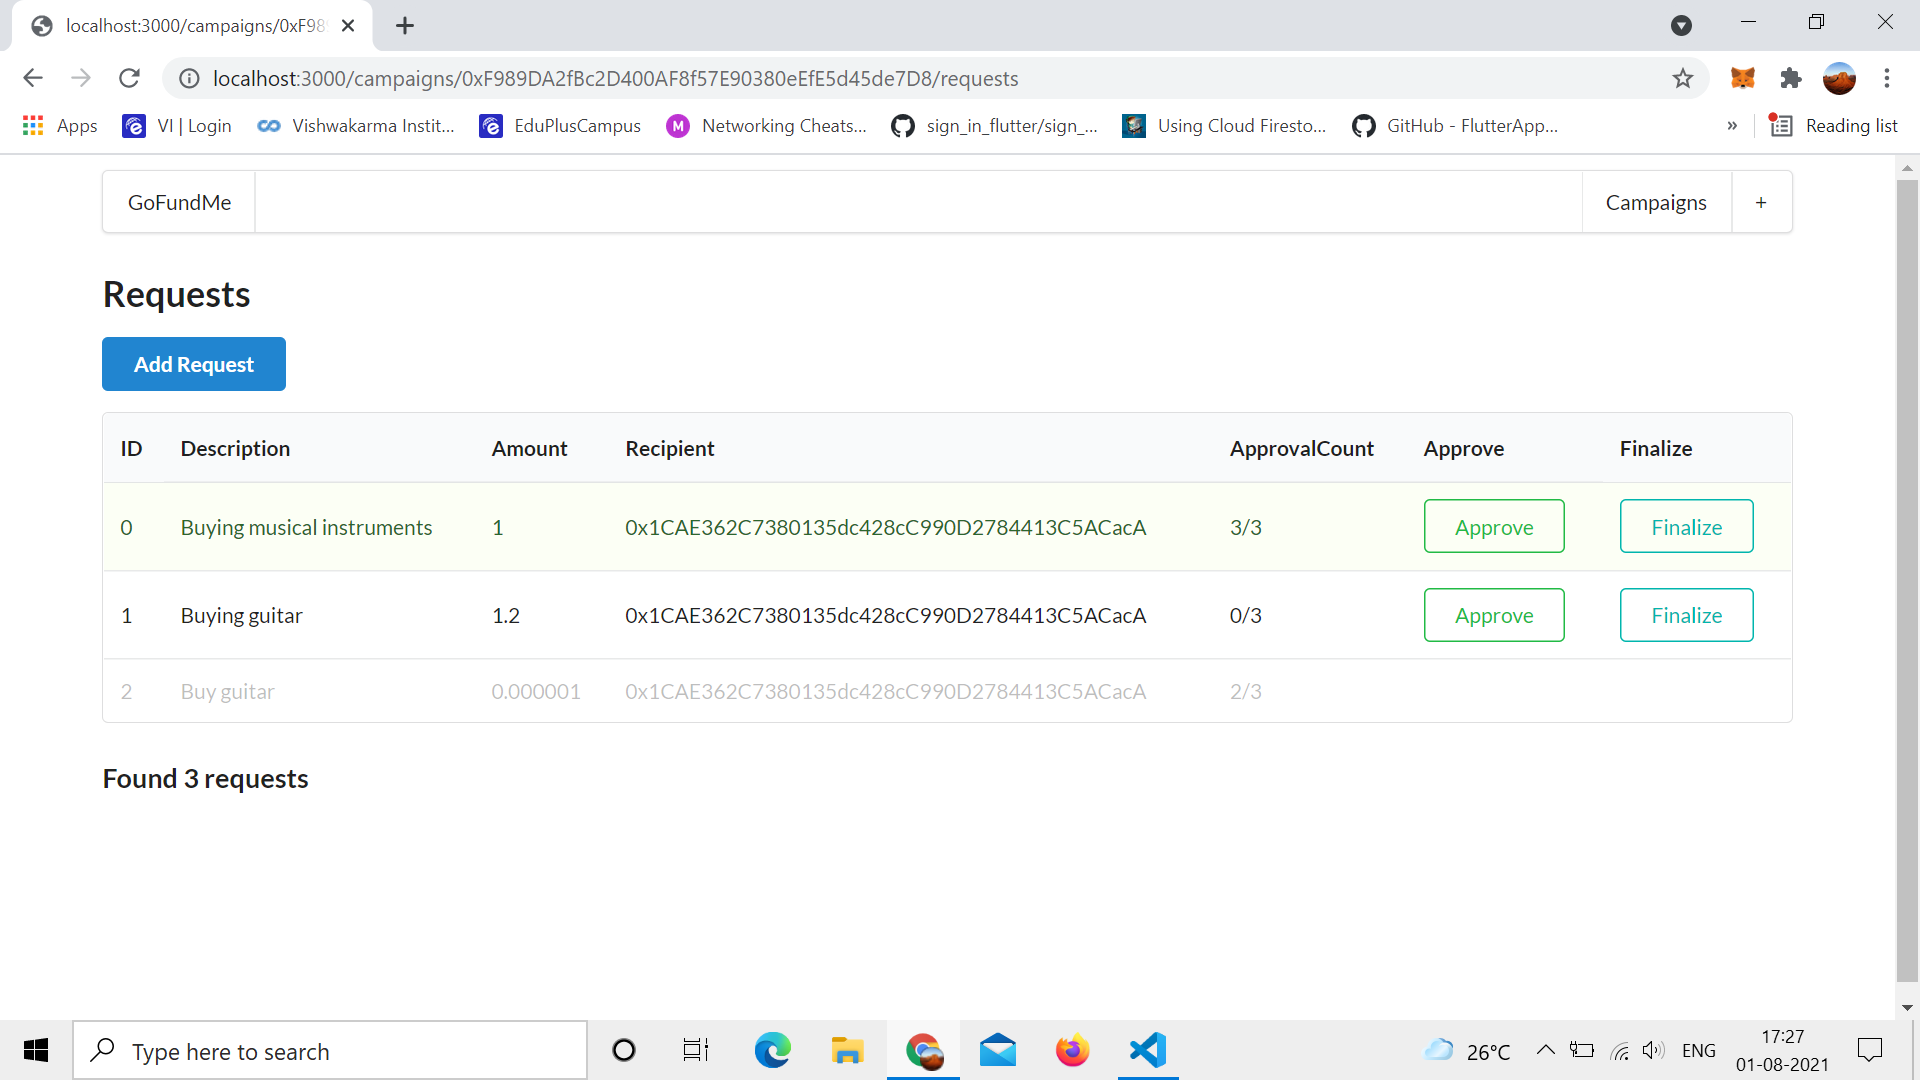 localhost:3000/campaigns/0xF98
localhost:3000/campaigns/0xF989DA2fBc2D400AF8f57E90380eEfE5d45de7D8/requests
Apps VI | Login Vishwakarma Instit... EduPlusCampus M Networking Cheats... sign_in_flutter/sign_... Using Cloud Firesto... GitHub - FlutterApp... » Reading list
GoFundMe Campaigns +
Requests
Add Request
ID Description Amount Recipient ApprovalCount Approve Finalize
0 Buying musical instruments 1 0x1CAE362C7380135dc428cC990D2784413C5ACacA 3/3 Approve Finalize
1 Buying guitar 1.2 0x1CAE362C7380135dc428cC990D2784413C5ACacA 0/3 Approve Finalize
2 Buy guitar 0.000001 0x1CAE362C7380135dc428cC990D2784413C5ACacA 2/3
Found 3 requests
Type here to search 26°C ENG 17:27
01-08-2021